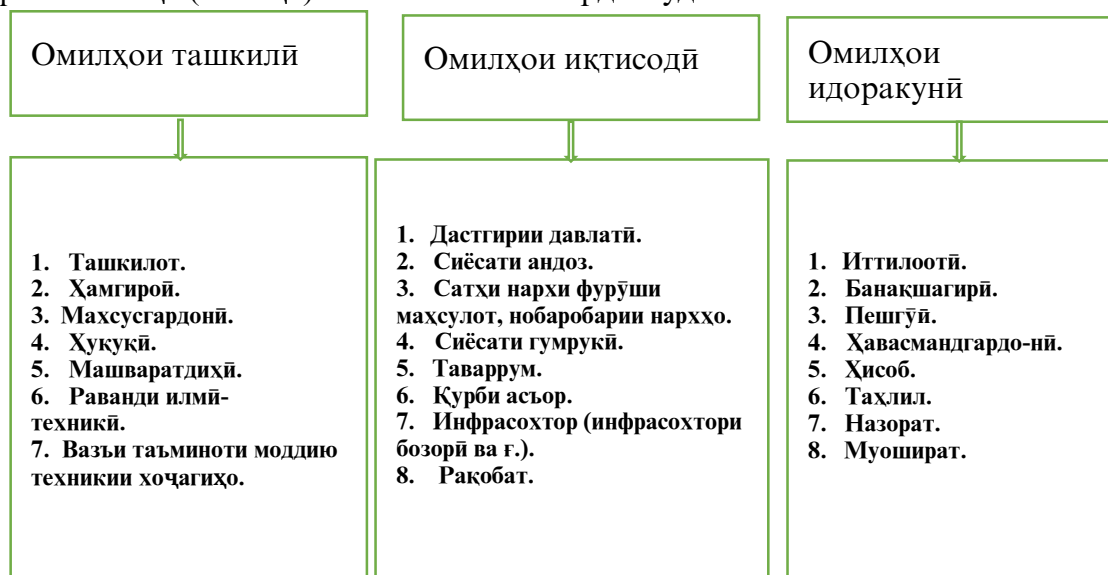 Омилҳои ташкилӣ
Омилҳои иқтисодӣ
Омилҳои
идоракунӣ
1. Ташкилот.
2. Ҳамгироӣ.
3. Махсусгардонӣ.
4. Ҳуқуқӣ.
5. Машваратдиҳӣ.
6. Раванди илмӣ-
техникӣ.
7. Вазъи таъминоти моддию
техникии хоҷагиҳо.
1. Дастгирии давлатӣ.
2. Сиёсати андоз.
3. Сатҳи нархи фурӯши
маҳсулот, нобаробарии нархҳо.
4. Сиёсати гумрукӣ.
5. Таваррум.
6. Қурби асъор.
7. Инфрасохтор (инфрасохтори
бозорӣ ва ғ.).
8. Рақобат.
1. Иттилоотӣ.
2. Банақшагирӣ.
3. Пешгӯӣ.
4. Ҳавасмандгардо-нӣ.
5. Ҳисоб.
6. Таҳлил.
7. Назорат.
8. Муошират.